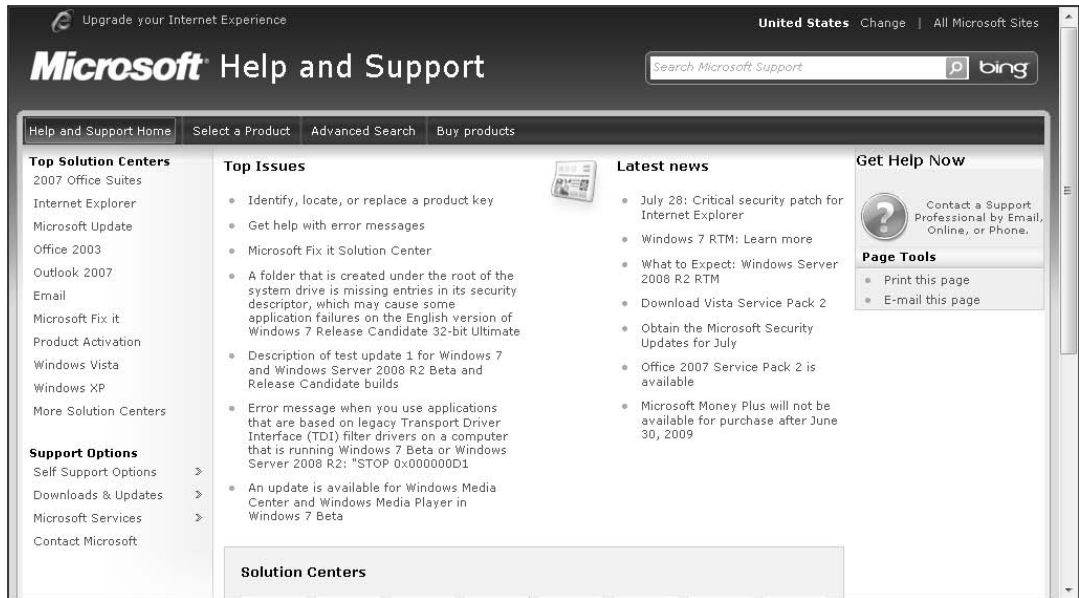 Upgrade your Internet Experience
United States Change | All Microsoft Sites
Microsoft Help and Support
Search Microsoft Support
bing
Help and Support Home
Select a Product
Advanced Search
Buy products
Top Solution Centers
2007 Office Suites
Internet Explorer
Microsoft Update
Office 2003
Outlook 2007
Email
Microsoft Fix it
Product Activation
Windows Vista
Windows XP
More Solution Centers
Support Options
Self Support Options
Downloads & Updates
Microsoft Services
Contact Microsoft
Top Issues
Identify, locate, or replace a product key
Get help with error messages
Microsoft Fix it Solution Center
A folder that is created under the root of the
system drive is missing entries in its security
descriptor, which may cause some
application failures on the English version of
Windows 7 Release Candidate 32-bit Ultimate
Description of test update 1 for Windows 7
and Windows Server 2008 R2 Beta and
Release Candidate builds
Error message when you use applications
that are based on legacy Transport Driver
Interface (TDI) filter drivers on a computer
that is running Windows 7 Beta or Windows
Server 2008 R2: "STOP 0x000000D1
An update is available for Windows Media
Center and Windows Media Player in
Windows 7 Beta
Latest news
July 28: Critical security patch for
Internet Explorer
Windows 7 RTM: Learn more
What to Expect: Windows Server
2008 R2 RTM
Download Vista Service Pack 2
Obtain the Microsoft Security
Updates for July
Office 2007 Service Pack 2 is
available
Microsoft Money Plus will not be
available for purchase after June
30, 2009
Get Help Now
Contact a Support
Professional by Email,
Online, or Phone.
Page Tools
Print this page
E-mail this page
Solution Centers